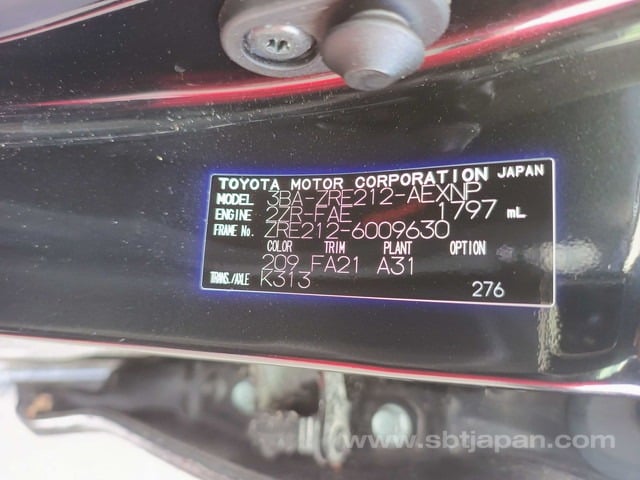 TOYOTA MOTOR CORPORATION JAPAN
MODEL 3BA-ZRE212-AEXNP
ENGINE 2ZR-FAE 1797 mL
FRAME No. ZRE212-6009630
COLOR TRIM PLANT OPTION
209 FA21 A31
TRANS./AXLE K313
276
www.sbtjapan.com